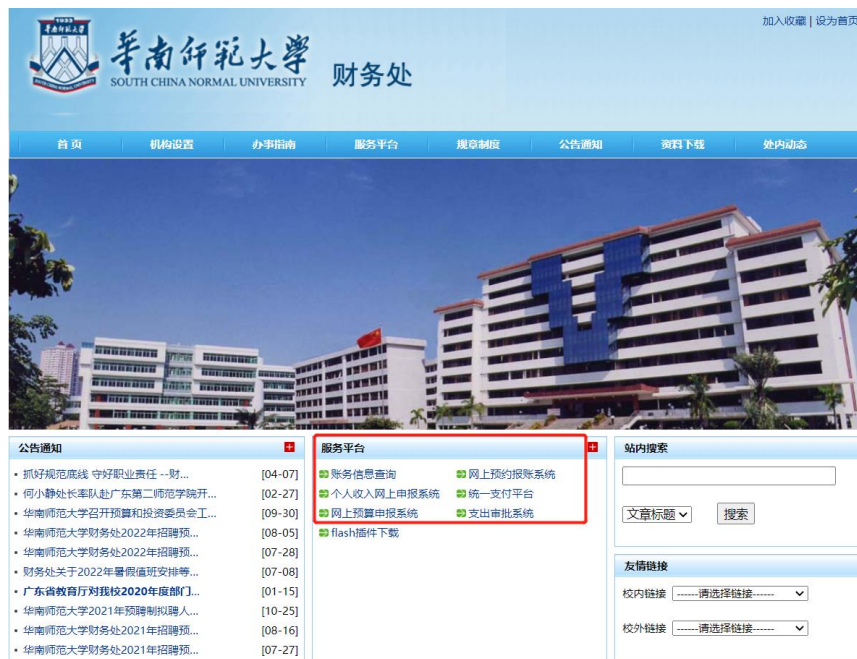 加入收藏 | 设为首页
1933
華南師範大學
SOUTH CHINA NORMAL UNIVERSITY
财务处
首 页 机构设置 办事指南 服务平台 规章制度 公告通知 资料下载 处内动态
公告通知
抓好规范底线 守好职业责任 --财... [04-07]
何小静处长率队赴广东第二师范学院开... [02-27]
华南师范大学召开预算和投资委员会工... [09-30]
华南师范大学财务处2022年招聘预... [08-05]
华南师范大学财务处2022年招聘预... [07-28]
财务处关于2022年暑假值班安排等... [07-08]
广东省教育厅对我校2020年度部门... [01-15]
华南师范大学2021年预聘制拟聘人... [10-25]
华南师范大学财务处2021年招聘预... [08-16]
华南师范大学财务处2021年招聘预... [07-27]
服务平台
账务信息查询 网上预约报账系统
个人收入网上申报系统 统一支付平台
网上预算申报系统 支出审批系统
flash插件下载
站内搜索
文章标题 搜索
友情链接
校内链接 ------请选择链接-----
校外链接 ------请选择链接-----